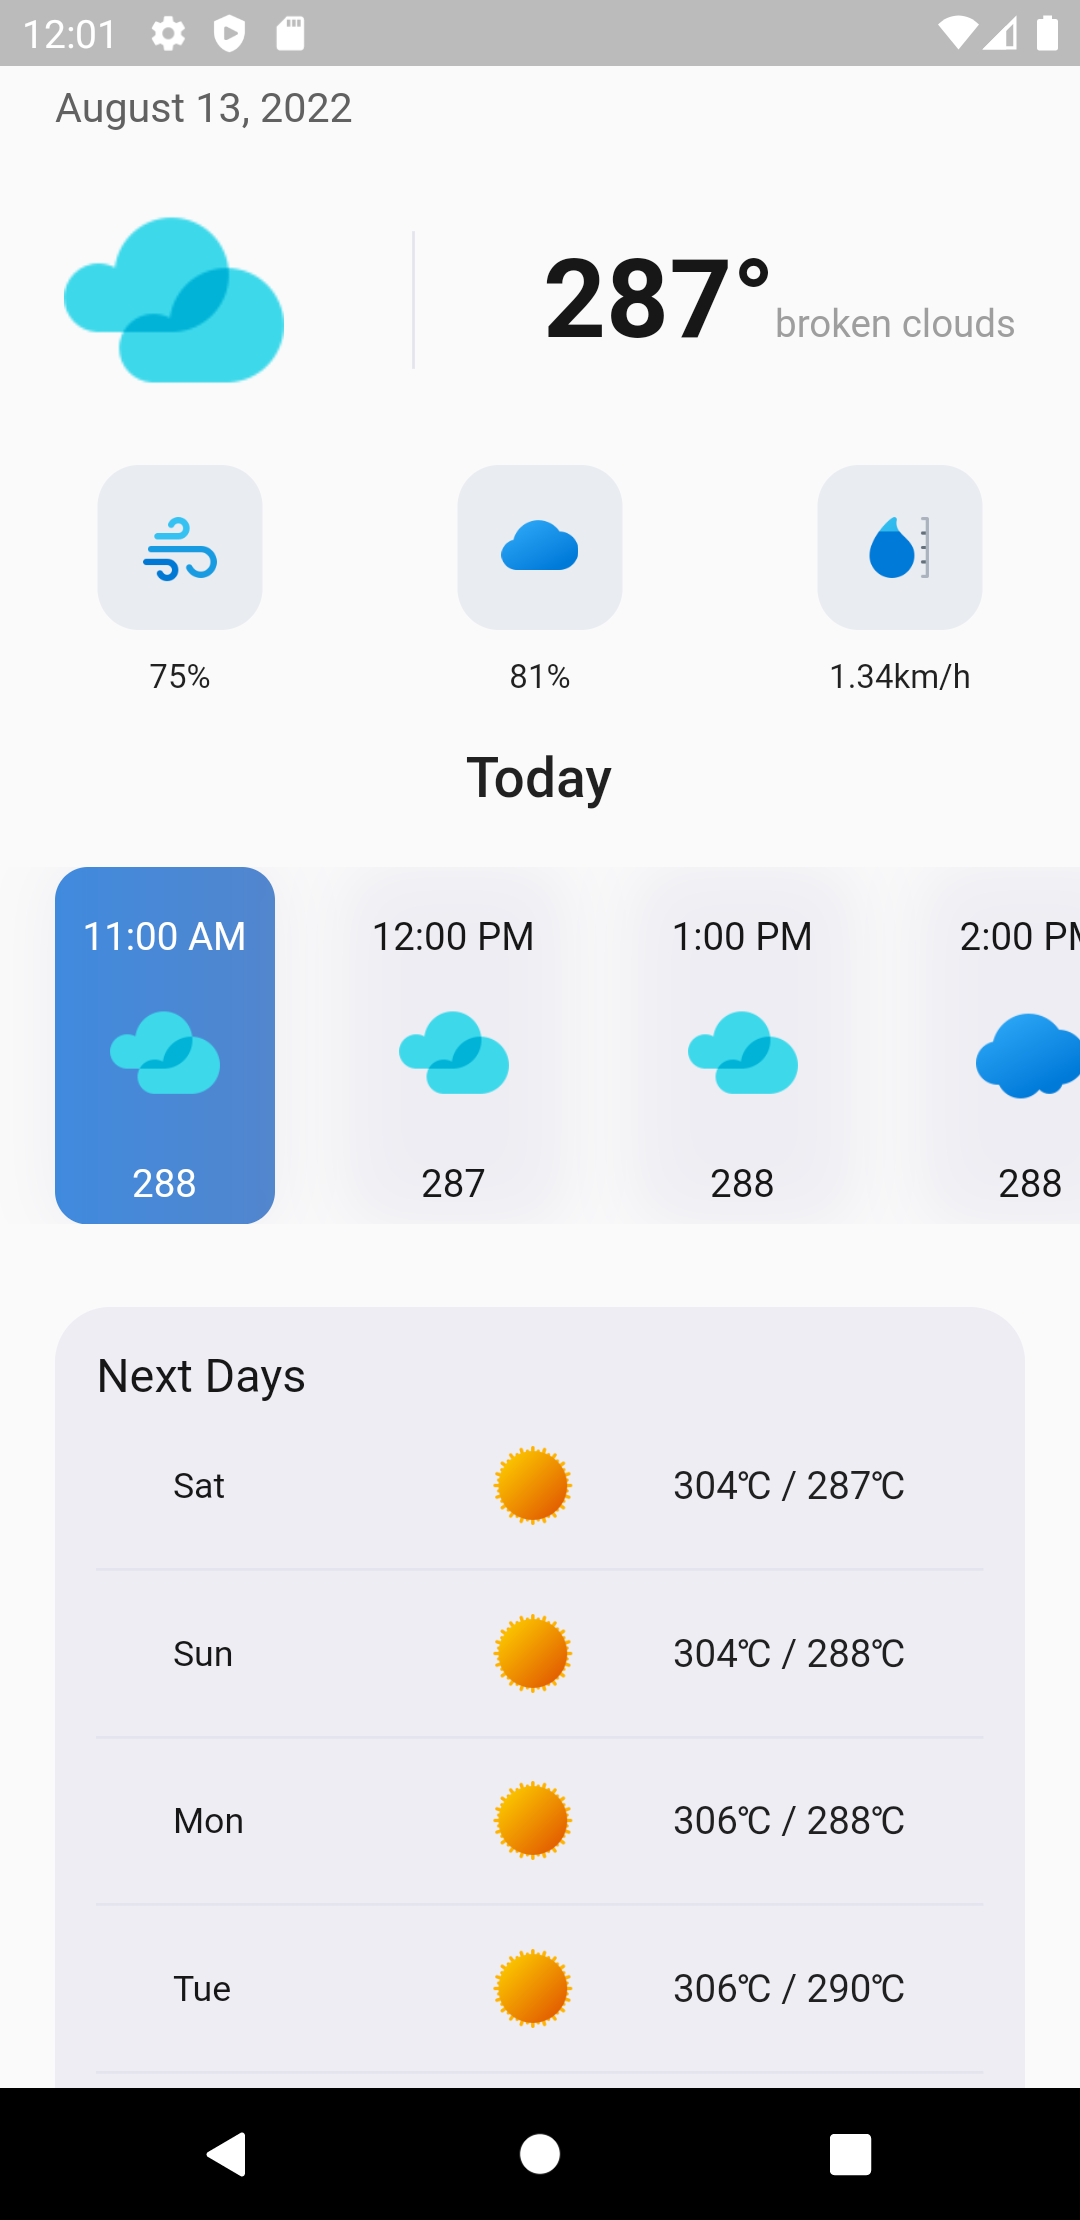 12:01
August 13, 2022
287° broken clouds
75% 81% 1.34km/h
Today
11:00 AM 12:00 PM 1:00 PM 2:00 PM
288 287 288 288
Next Days
Sat 304℃ / 287℃
Sun 304℃ / 288℃
Mon 306℃ / 288℃
Tue 306℃ / 290℃